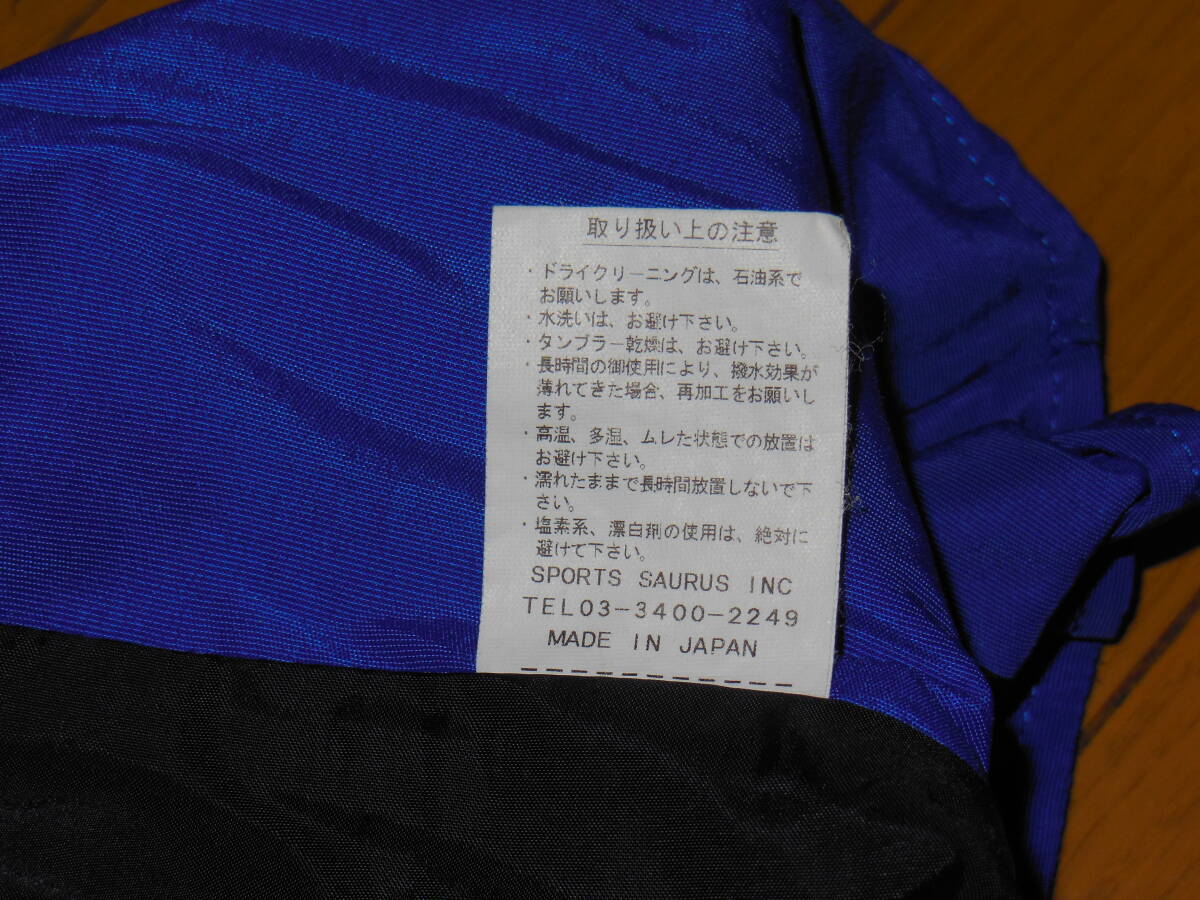 取り扱い上の注意
・ドライクリーニングは、石油系で
お願いします。
・水洗いは、お避け下さい。
・タンブラー乾燥は、お避け下さい。
・長時間の御使用により、撥水効果が
薄れてきた場合、再加工をお願いし
ます。
・高温、多湿、ムレた状態での放置は
お避け下さい。
・濡れたままで長時間放置しないで下
さい。
・塩素系、漂白剤の使用は、絶対に
避けて下さい。
SPORTS SAURUS INC
TEL03-3400-2249
MADE IN JAPAN